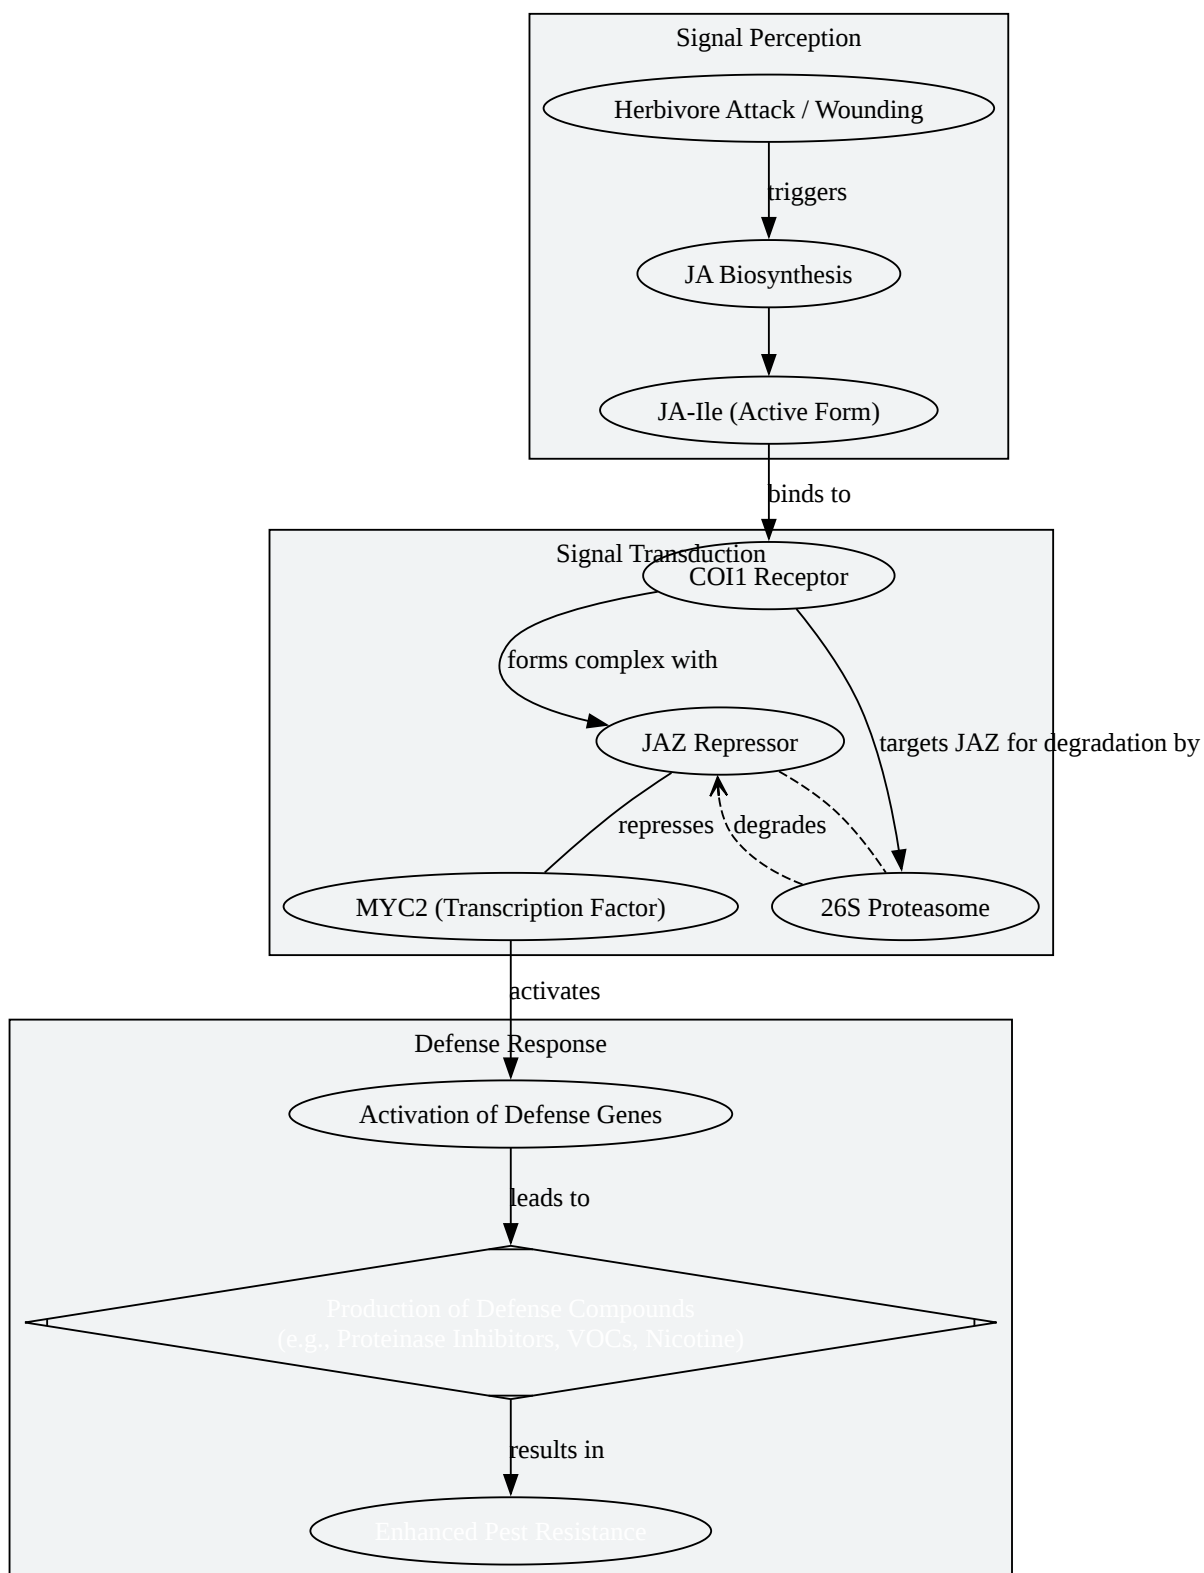 Signal Perception
Herbivore Attack / Wounding
triggers
JA Biosynthesis
JA-Ile (Active Form)
binds to
Signal Transduction
COI1 Receptor
forms complex with
JAZ Repressor
targets JAZ for degradation by
represses
degrades
MYC2 (Transcription Factor)
26S Proteasome
activates
Defense Response
Activation of Defense Genes
leads to
Production of Defense Compounds
(e.g., Proteinase Inhibitors, VOCs, Nicotine)
results in
Enhanced Pest Resistance